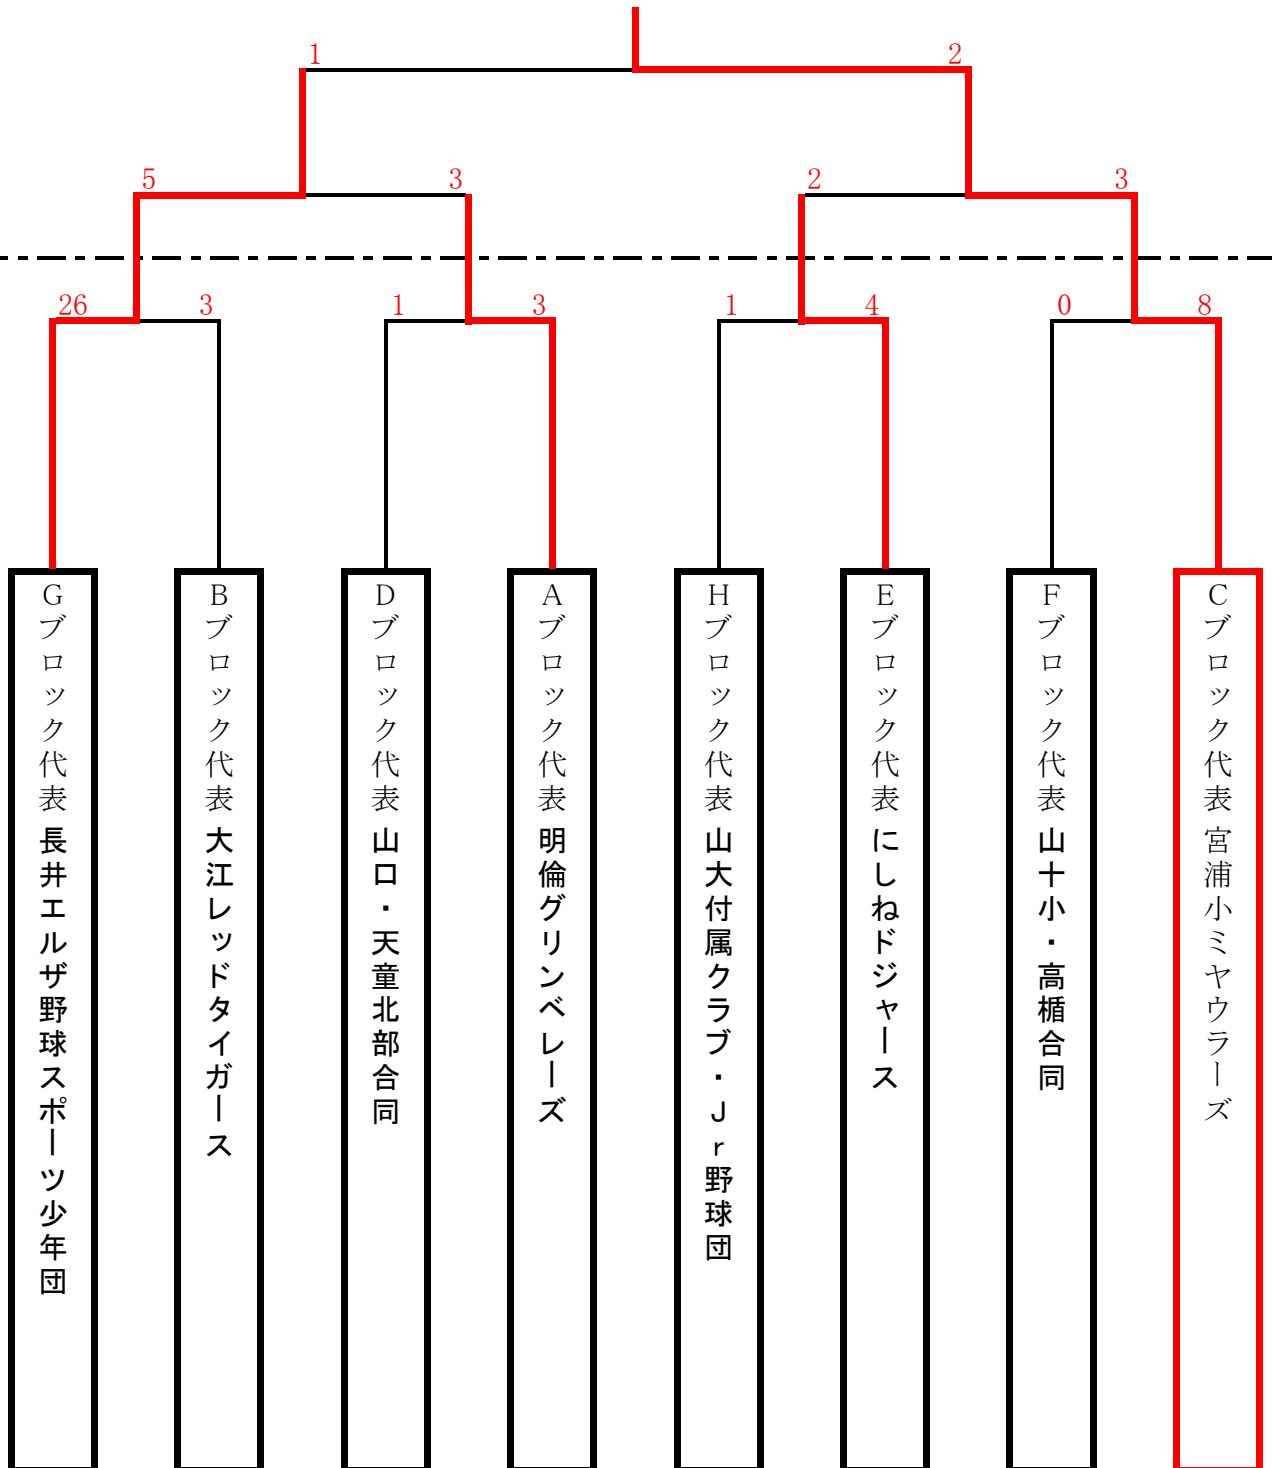 1
2
5
3
2
3
26
3
1
3
1
4
0
8
Gブロック代表 長井エルザ野球スポーツ少年団
Bブロック代表 大江レッドタイガース
Dブロック代表 山口・天童北部合同
Aブロック代表 明倫グリンベレーズ
Hブロック代表 山大付属クラブ・Jr野球団
Eブロック代表 にしねドジャース
Fブロック代表 山十小・高楯合同
Cブロック代表 宮浦小ミヤウラーズ